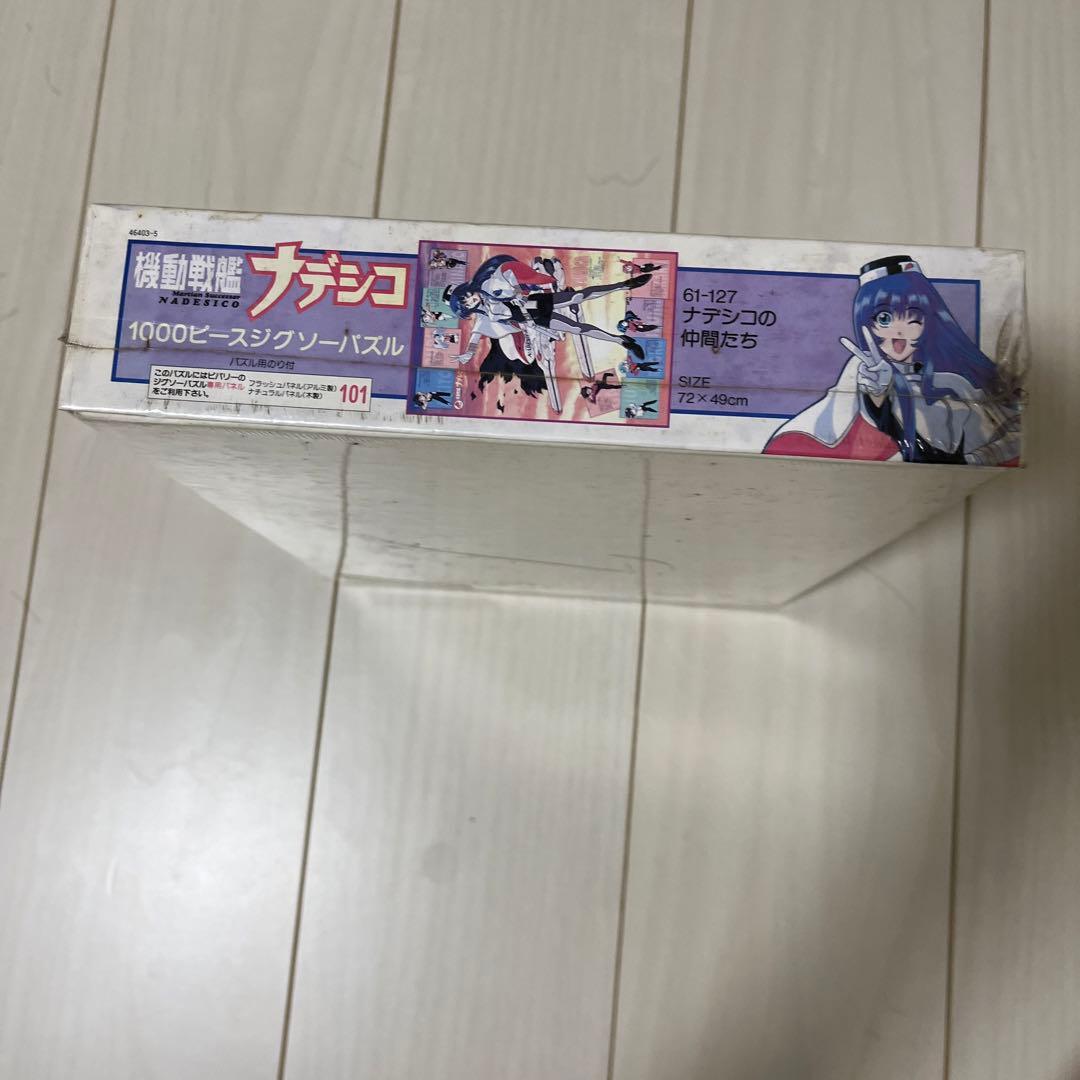 46403-5
機動戦艦
ナデシコ
Martian Successor
NADESICO
1000ピースジグソーパズル
パズル用のり付
このパズルにはビバリーの
ジグソーパズル専用パネル
をご利用下さい。
フラッシュパネル(アルミ製)
ナチュラルパネル(木製)
101
61-127
ナデシコの
仲間たち
SIZE
72×49cm